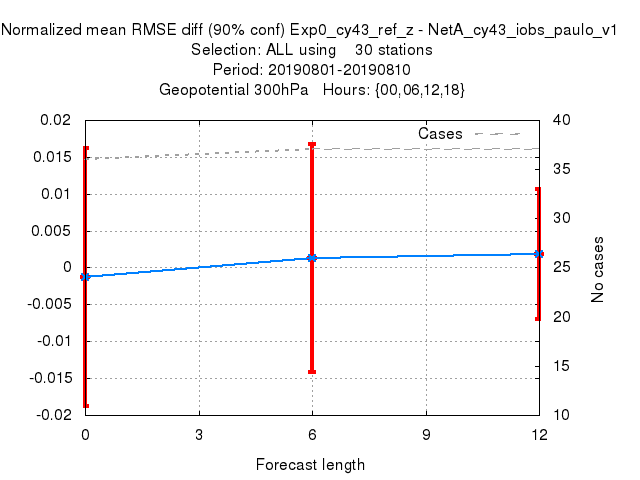 Normalized mean RMSE diff (90% conf) Exp0_cy43_ref_z - NetA_cy43_iobs_paulo_v1
Selection: ALL using 30 stations
Period: 20190801-20190810
Geopotential 300hPa Hours: {00,06,12,18}
Cases
0.02
0.015
0.01
0.005
0
-0.005
-0.01
-0.015
-0.02
40
35
30
25
20
15
10
No cases
0 3 6 9 12
Forecast length